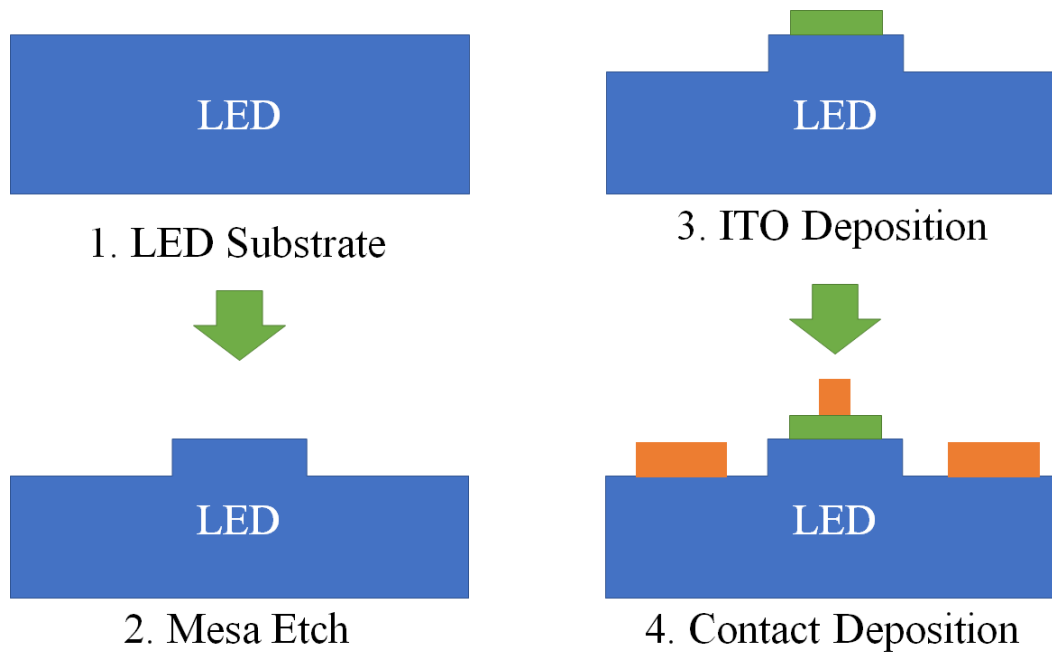 LED
1. LED Substrate
LED
2. Mesa Etch
LED
3. ITO Deposition
LED
4. Contact Deposition